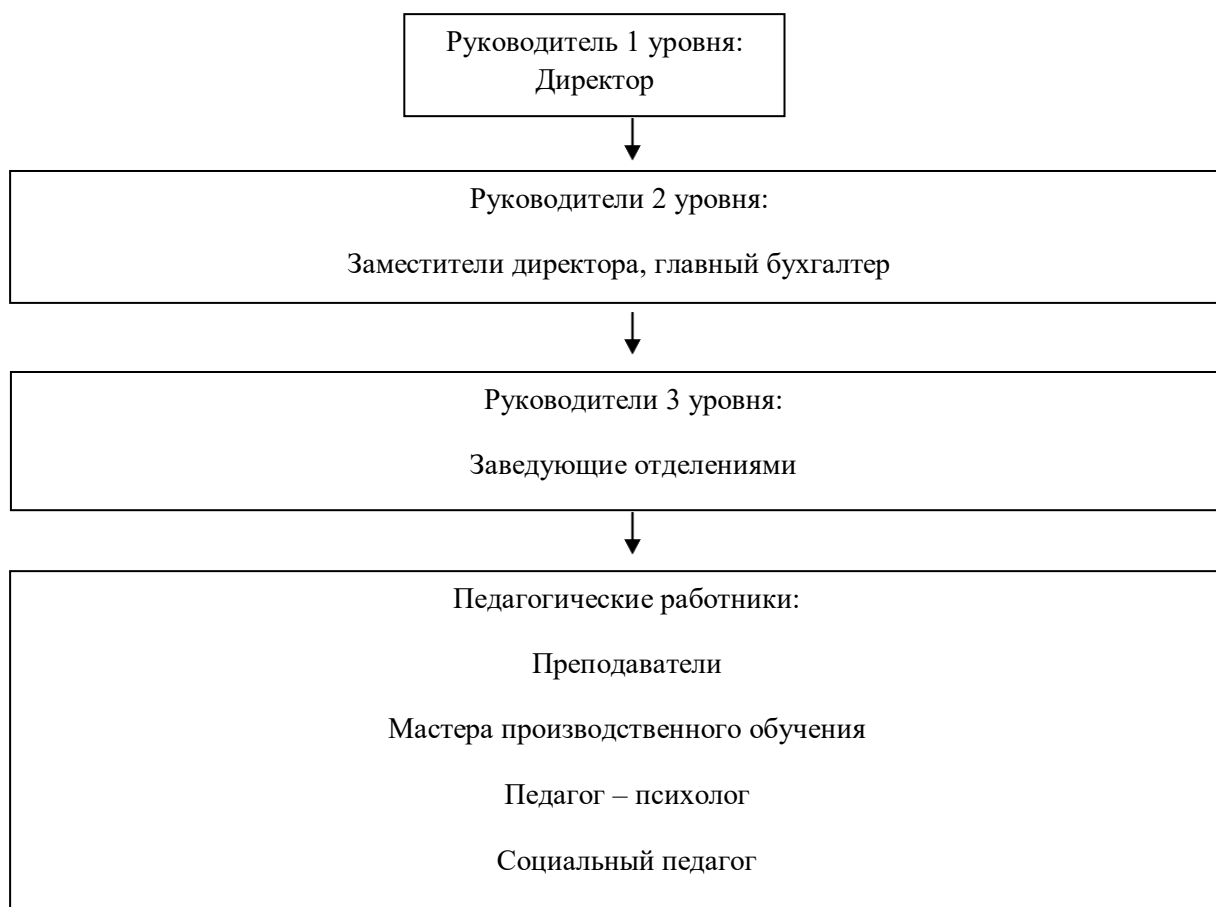 Руководитель 1 уровня:
Директор
Руководители 2 уровня:
Заместители директора, главный бухгалтер
Руководители 3 уровня:
Заведующие отделениями
Педагогические работники:
Преподаватели
Мастера производственного обучения
Педагог – психолог
Социальный педагог